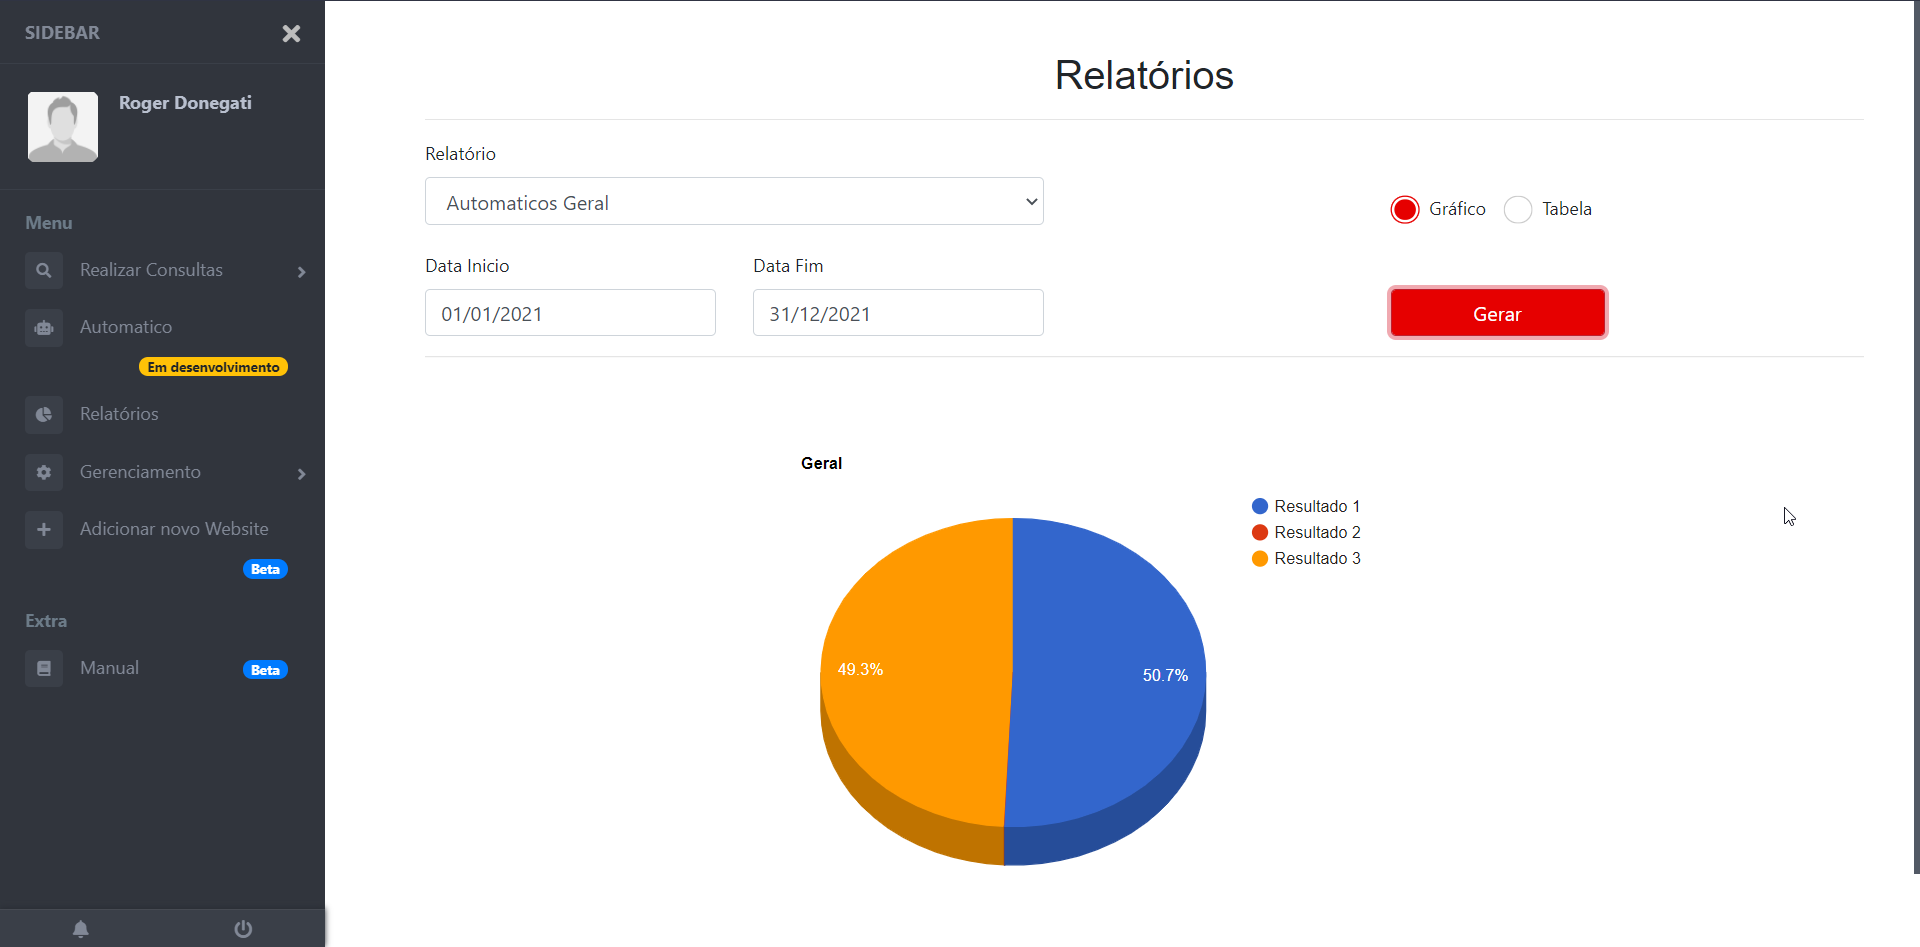 SIDEBAR
Roger Donegati
Menu
Realizar Consultas
Automatico
Em desenvolvimento
Relatórios
Gerenciamento
Adicionar novo Website
Beta
Extra
Manual
Beta
Relatórios
Relatório
Automaticos Geral
Gráfico Tabela
Data Inicio Data Fim
01/01/2021 31/12/2021
Gerar
Geral
Resultado 1
Resultado 2
Resultado 3
49.3%
50.7%